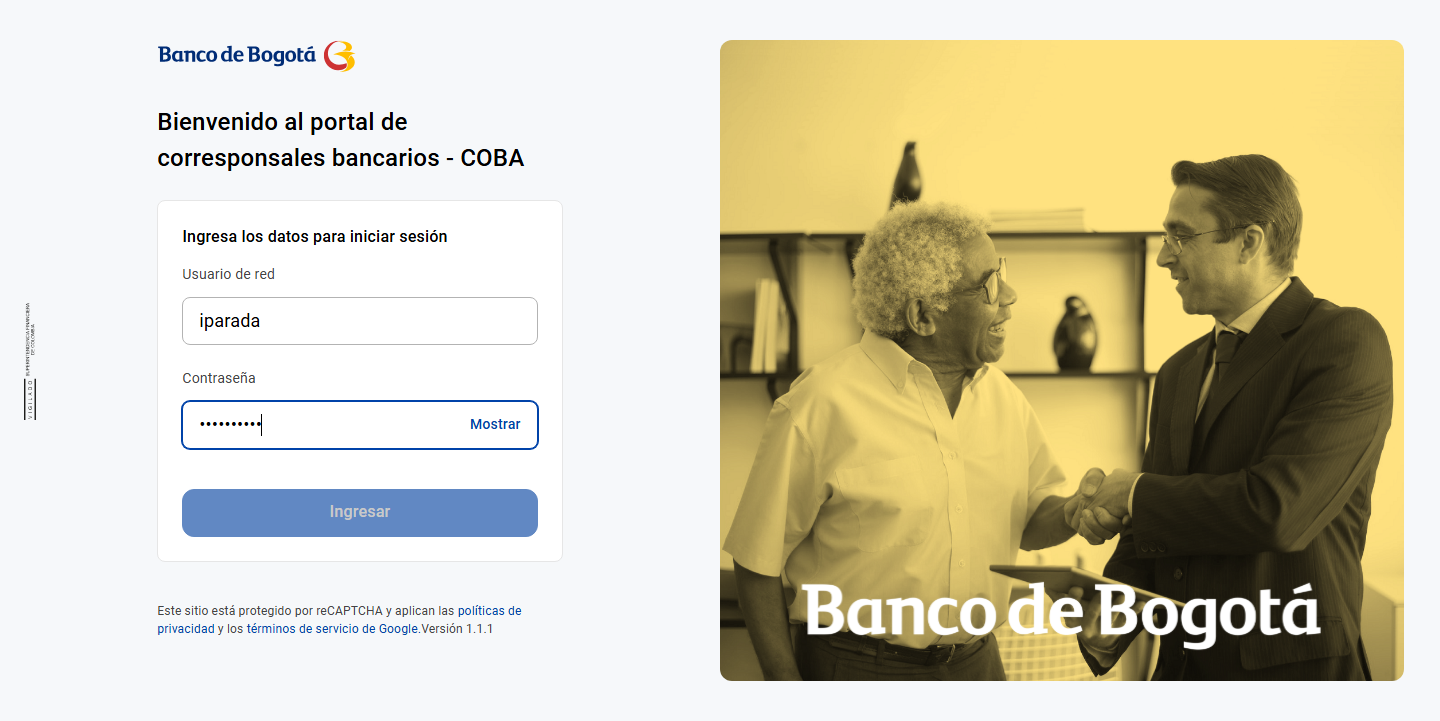 Banco de Bogotá
Bienvenido al portal de
corresponsales bancarios - COBA
Ingresa los datos para iniciar sesión
Usuario de red
iparada
Contraseña
••••••••••
Mostrar
Ingresar
Este sitio está protegido por reCAPTCHA y aplican las políticas de
privacidad y los términos de servicio de Google.Versión 1.1.1
VIGILADO
SUPERINTENDENCIA FINANCIERA
DE COLOMBIA
Banco de Bogotá